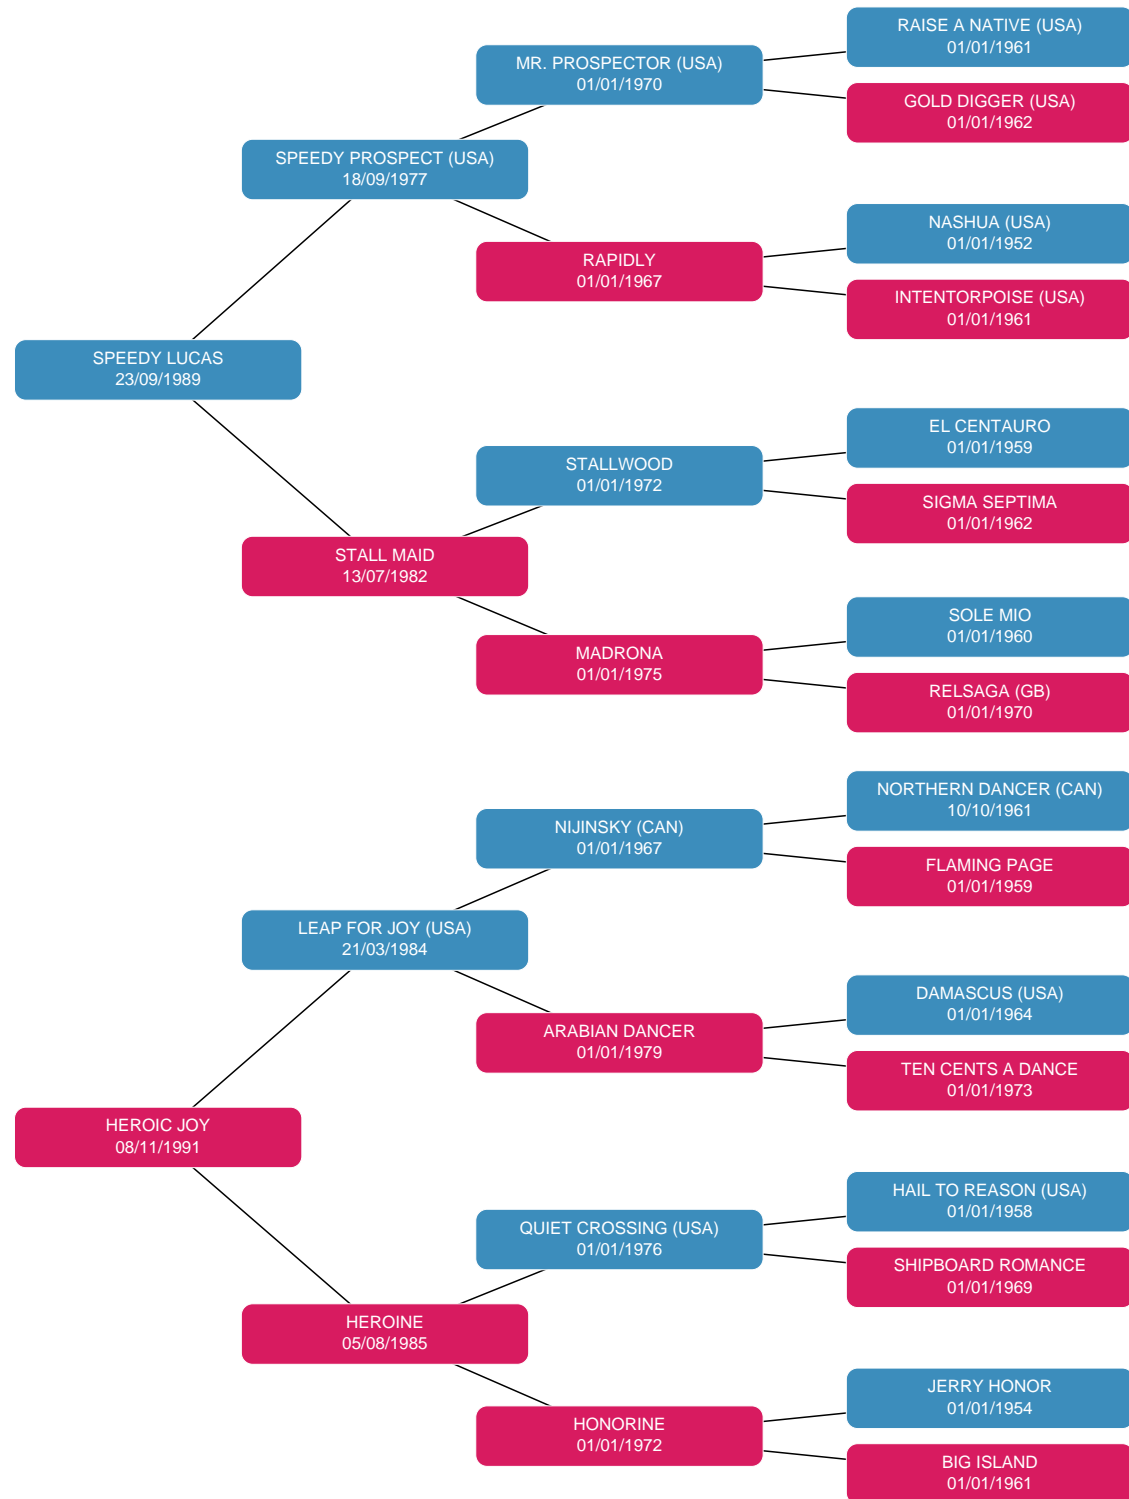 RAISE A NATIVE (USA)
01/01/1961
MR. PROSPECTOR (USA)
01/01/1970
GOLD DIGGER (USA)
01/01/1962
SPEEDY PROSPECT (USA)
18/09/1977
NASHUA (USA)
01/01/1952
RAPIDLY
01/01/1967
INTENTORPOISE (USA)
01/01/1961
SPEEDY LUCAS
23/09/1989
EL CENTAURO
01/01/1959
STALLWOOD
01/01/1972
SIGMA SEPTIMA
01/01/1962
STALL MAID
13/07/1982
SOLE MIO
01/01/1960
MADRONA
01/01/1975
RELSAGA (GB)
01/01/1970
NORTHERN DANCER (CAN)
10/10/1961
NIJINSKY (CAN)
01/01/1967
FLAMING PAGE
01/01/1959
LEAP FOR JOY (USA)
21/03/1984
DAMASCUS (USA)
01/01/1964
ARABIAN DANCER
01/01/1979
TEN CENTS A DANCE
01/01/1973
HEROIC JOY
08/11/1991
HAIL TO REASON (USA)
01/01/1958
QUIET CROSSING (USA)
01/01/1976
SHIPBOARD ROMANCE
01/01/1969
HEROINE
05/08/1985
JERRY HONOR
01/01/1954
HONORINE
01/01/1972
BIG ISLAND
01/01/1961